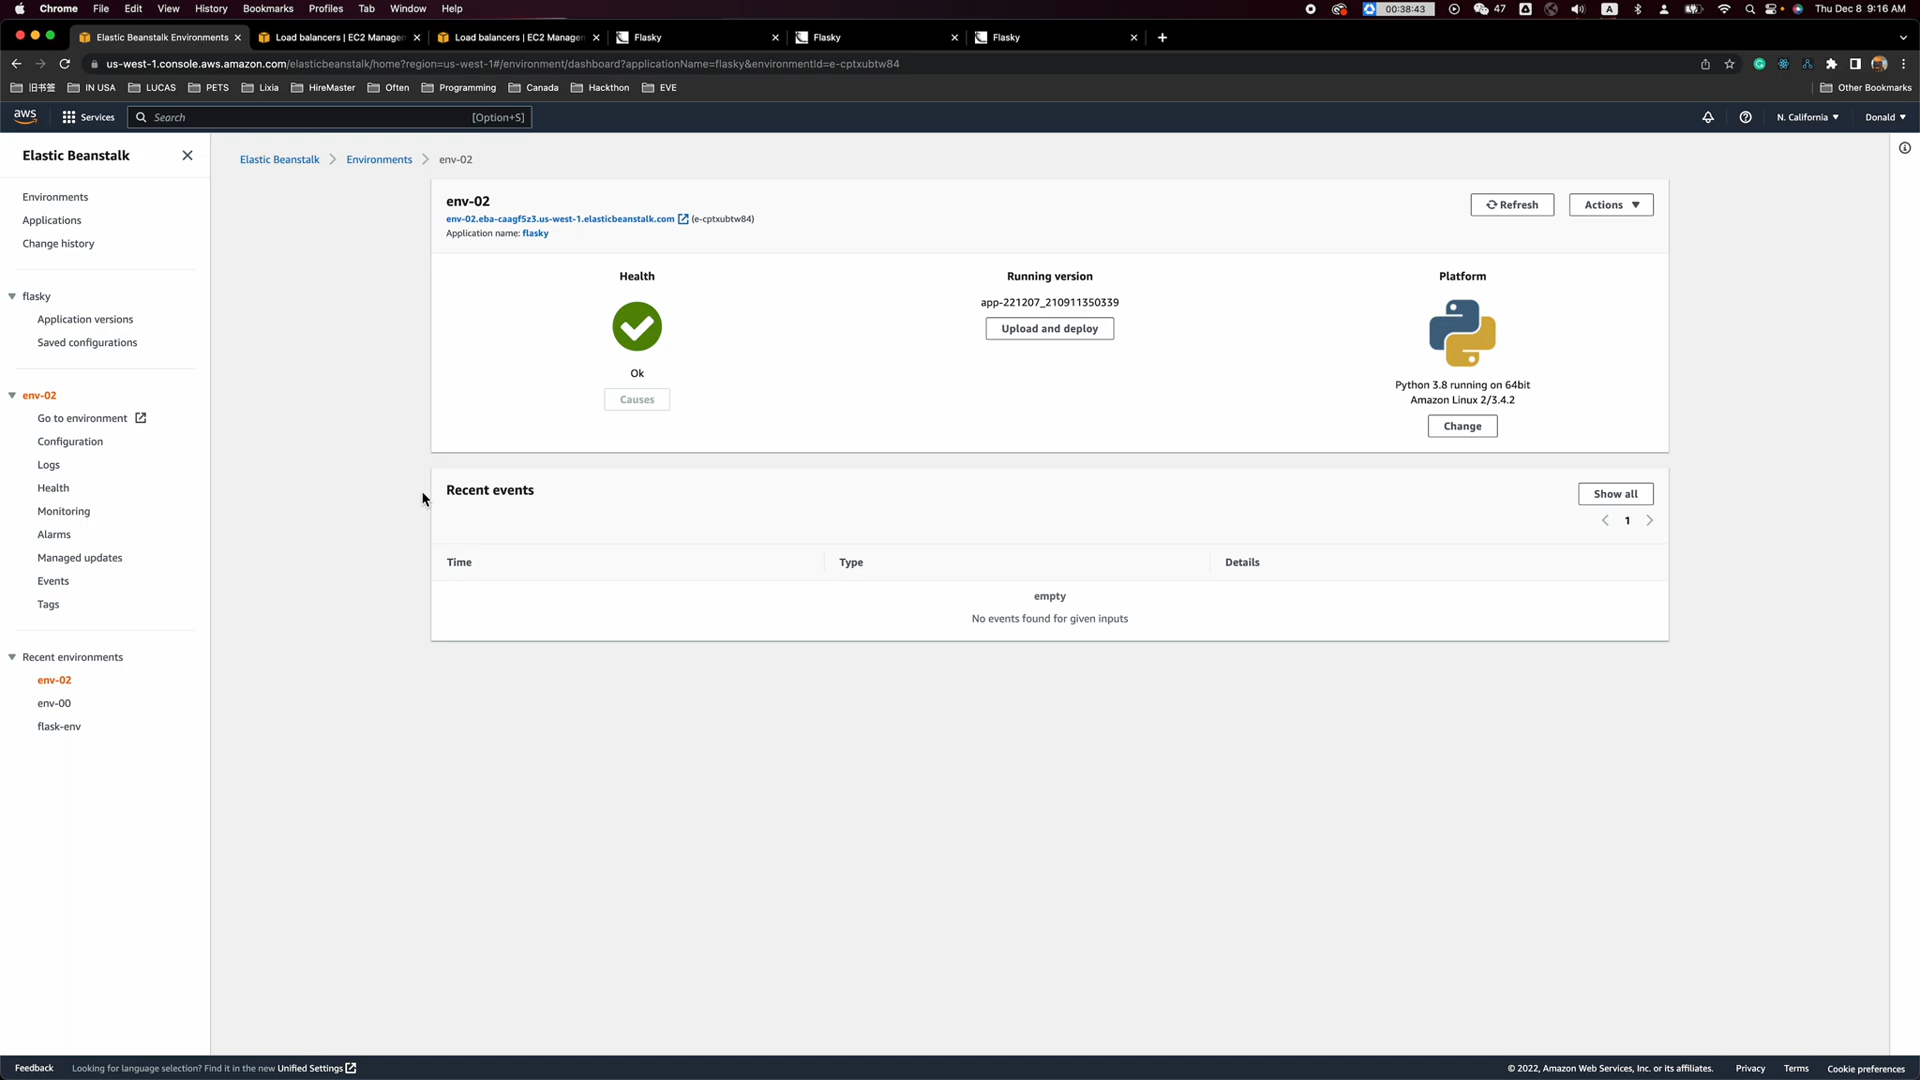 Chrome File Edit View History Bookmarks Profiles Tab Window Help 00:38:43 47 A Thu Dec 8 9:16 AM
Elastic Beanstalk Environments Load balancers | EC2 Manage Load balancers | EC2 Manage Flasky Flasky Flasky
us-west-1.console.aws.amazon.com/elasticbeanstalk/home?region=us-west-1#/environment/dashboard?applicationName=flasky&environmentId=e-cptxubtw84
旧书签 IN USA LUCAS PETS Lixia HireMaster Often Programming Canada Hackthon EVE Other Bookmarks
aws Services Search [Option+S] N. California Donald
Elastic Beanstalk
Environments
Applications
Change history
flasky
Application versions
Saved configurations
env-02
Go to environment
Configuration
Logs
Health
Monitoring
Alarms
Managed updates
Events
Tags
Recent environments
env-02
env-00
flask-env
Elastic Beanstalk Environments env-02
env-02
env-02.eba-caagf5z3.us-west-1.elasticbeanstalk.com (e-cptxubtw84)
Application name: flasky
Refresh Actions
Health
Ok
Causes
Running version
app-221207_210911350339
Upload and deploy
Platform
Python 3.8 running on 64bit
Amazon Linux 2/3.4.2
Change
Recent events
Show all
1
Time Type Details
empty
No events found for given inputs
Feedback Looking for language selection? Find it in the new Unified Settings © 2022, Amazon Web Services, Inc. or its affiliates. Privacy Terms Cookie preferences